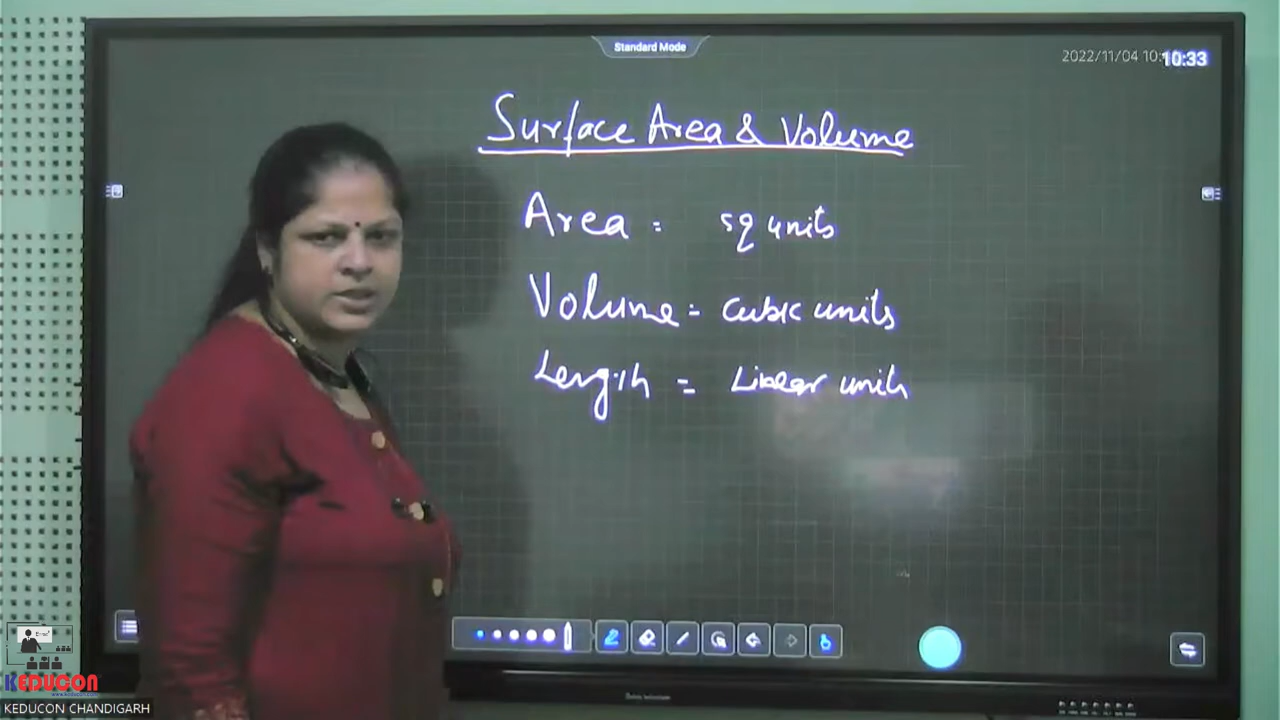 Standard Mode
2022/11/04 10:
10:33
Surface Area & Volume
Area = sq units
Volume = Cubic units
Length = Linear units
KEDUCON
KEDUCON CHANDIGARH